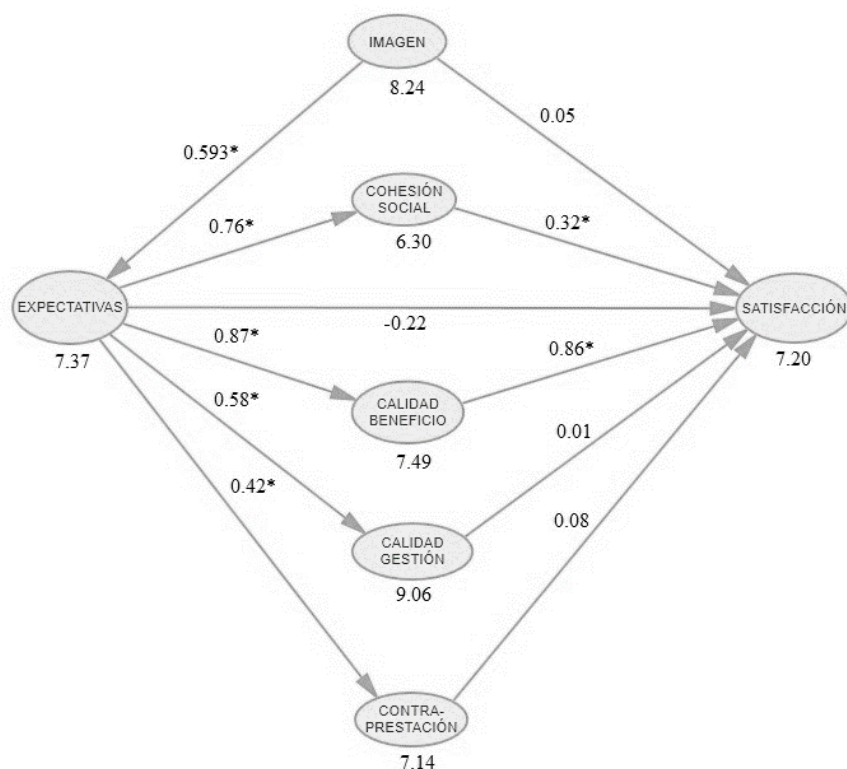 IMAGEN
8.24
0.05
0.593*
COHESIÓN
SOCIAL
0.76*
6.30
0.32*
EXPECTATIVAS
7.37
-0.22
SATISFACCIÓN
7.20
0.87*
0.86*
CALIDAD
BENEFICIO
7.49
0.58*
0.01
0.42*
CALIDAD
GESTIÓN
9.06
0.08
CONTRA-
PRESTACIÓN
7.14